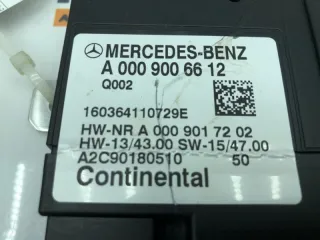 MERCEDES-BENZ
A 000 900 66 12
Q002
160364110729E
HW-NR A 000 901 72 02
HW-13/43.00 SW-15/47.00
A2C90180510 50
Continental